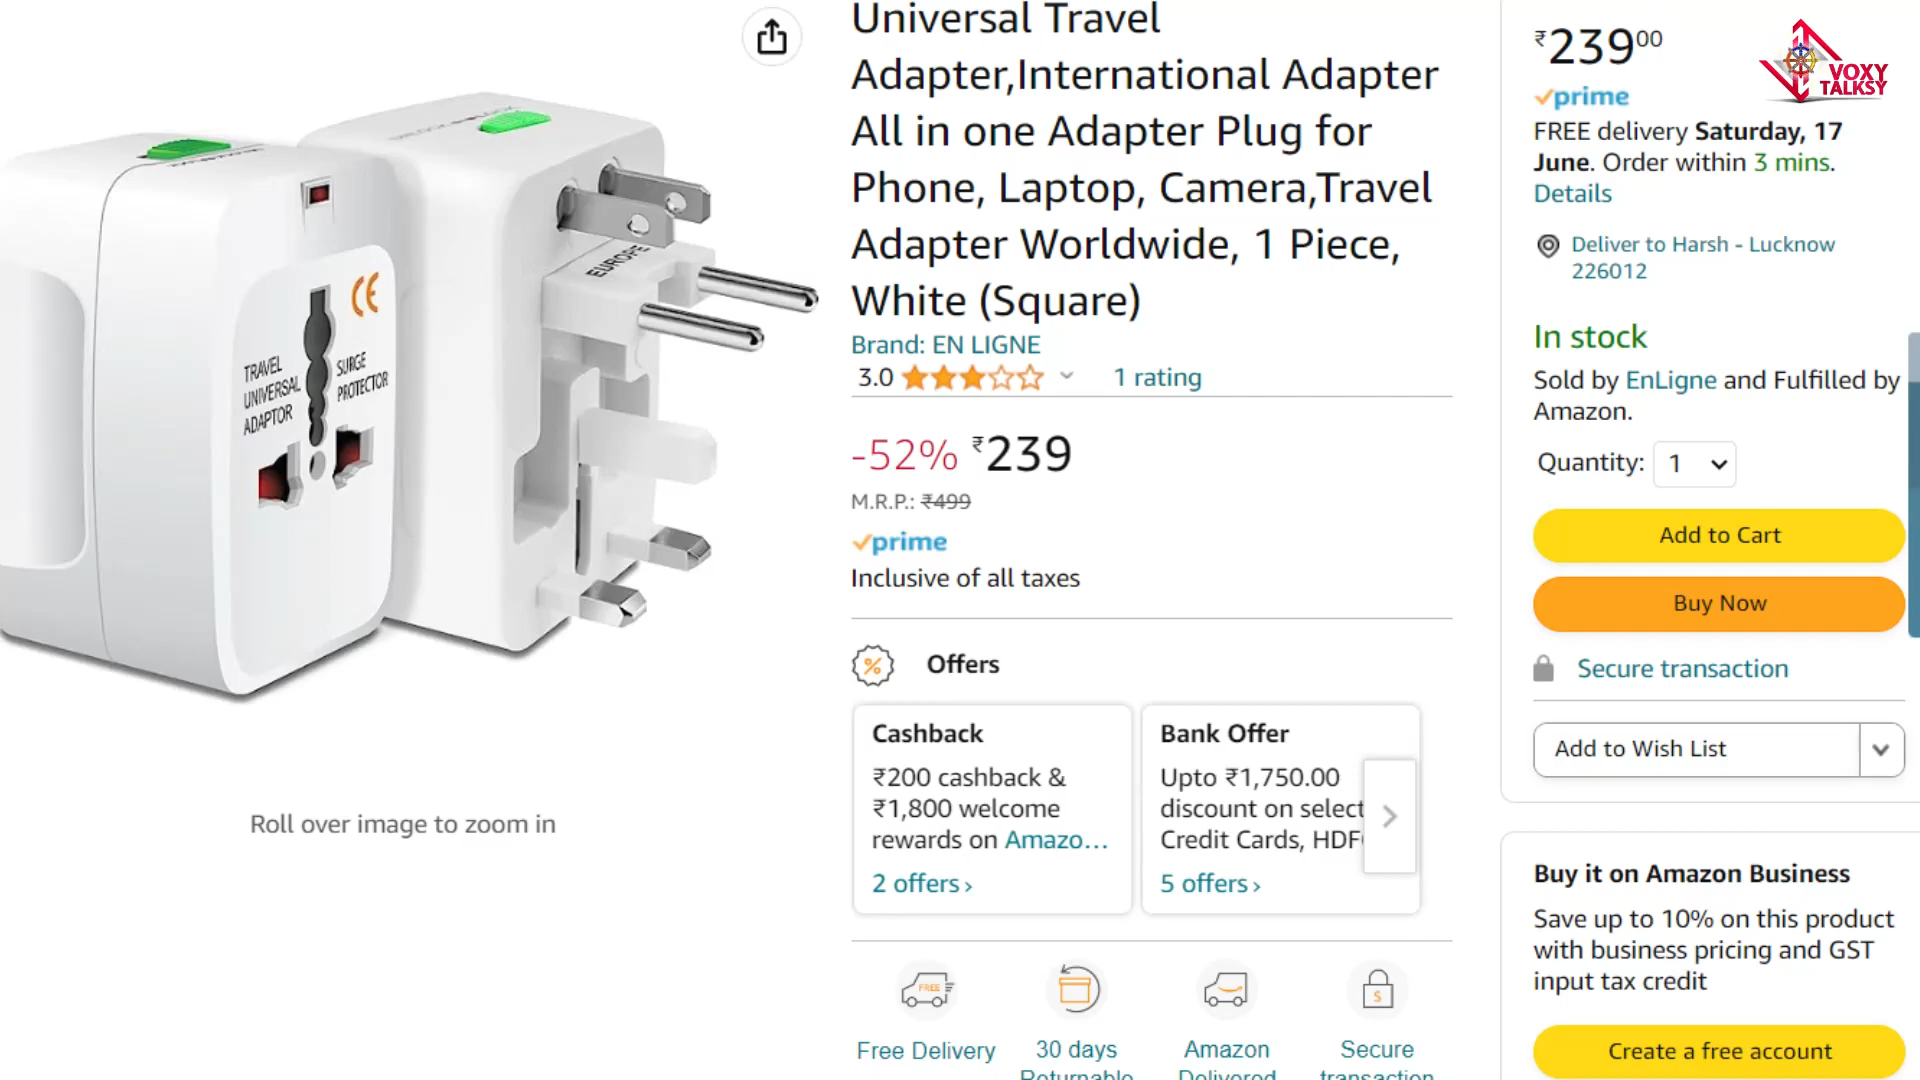 Universal Travel
Adapter,International Adapter
All in one Adapter Plug for
Phone, Laptop, Camera,Travel
Adapter Worldwide, 1 Piece,
White (Square)
Brand: EN LIGNE
3.0
1 rating
-52% ₹239
M.R.P.: ₹499
prime
Inclusive of all taxes
Offers
Cashback
₹200 cashback &
₹1,800 welcome
rewards on Amazo...
2 offers ›
Bank Offer
Upto ₹1,750.00
discount on select
Credit Cards, HDF
5 offers ›
FREE
Free Delivery
30 days
Returnable
Amazon
Delivered
$
Secure
transaction
EUROPE
CE
TRAVEL
UNIVERSAL
ADAPTOR
SURGE
PROTECTOR
Roll over image to zoom in
₹23900
prime
FREE delivery Saturday, 17
June. Order within 3 mins.
Details
Deliver to Harsh - Lucknow
226012
In stock
Sold by EnLigne and Fulfilled by
Amazon.
Quantity: 1
Add to Cart
Buy Now
Secure transaction
Add to Wish List
Buy it on Amazon Business
Save up to 10% on this product
with business pricing and GST
input tax credit
Create a free account
VOXY
TALKSY